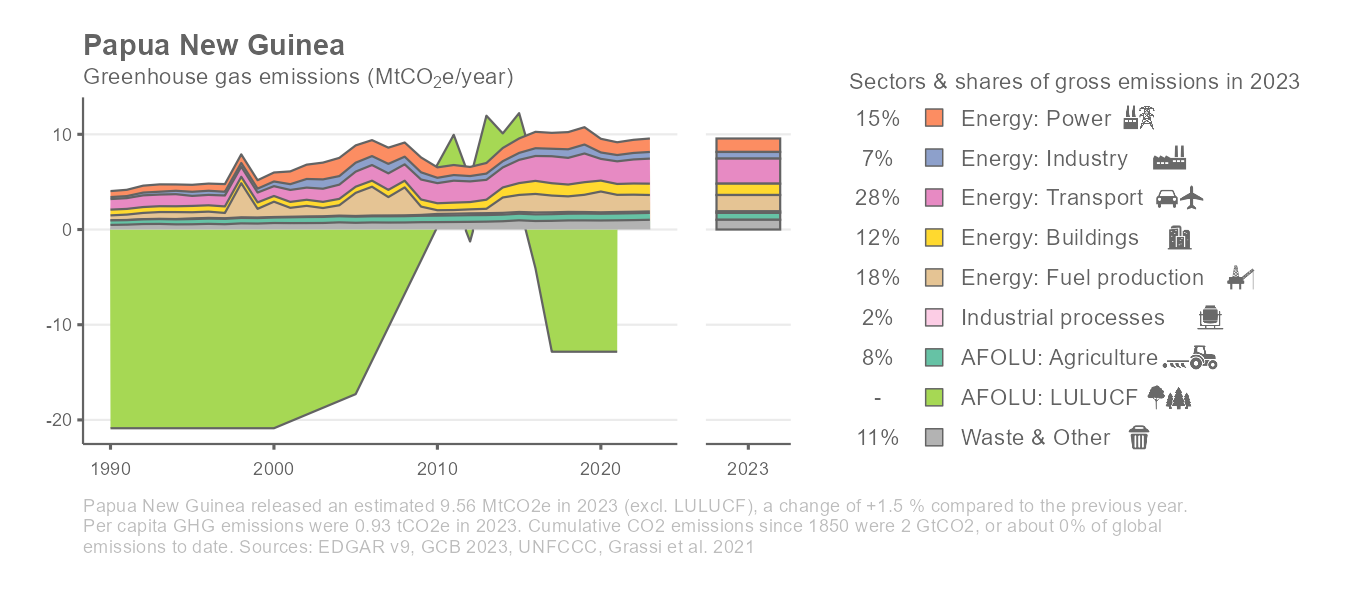 Papua New Guinea
Greenhouse gas emissions (MtCO2e/year)
10
0
-10
-20
1990
2000
2010
2020
2023
Sectors & shares of gross emissions in 2023
15% Energy: Power
7% Energy: Industry
28% Energy: Transport
12% Energy: Buildings
18% Energy: Fuel production
2% Industrial processes
8% AFOLU: Agriculture
- AFOLU: LULUCF
11% Waste & Other
Papua New Guinea released an estimated 9.56 MtCO2e in 2023 (excl. LULUCF), a change of +1.5 % compared to the previous year.
Per capita GHG emissions were 0.93 tCO2e in 2023. Cumulative CO2 emissions since 1850 were 2 GtCO2, or about 0% of global
emissions to date. Sources: EDGAR v9, GCB 2023, UNFCCC, Grassi et al. 2021